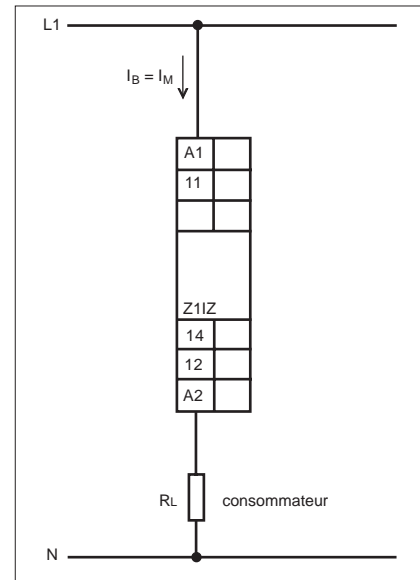 L1
I_B = I_M
A1
11
Z1IZ
14
12
A2
RL consommateur
N